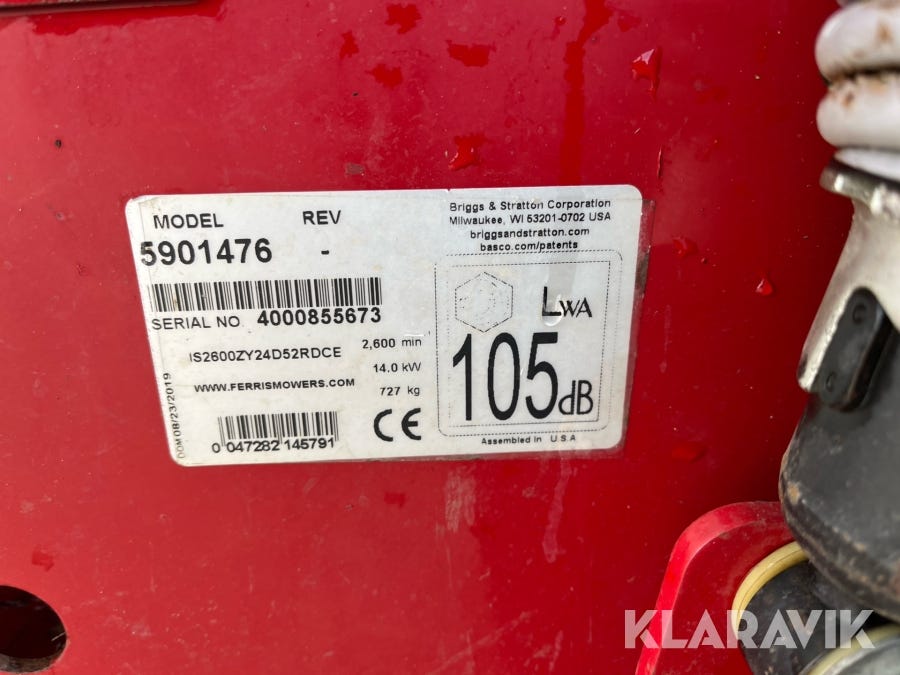 MODEL REV
5901476 -
SERIAL NO 4000855673
IS2600ZY24D52RDCE
WWW.FERRISMOWERS.COM
2,600 min
14.0 kW
727 kg
DOM 08/23/2019
0 047282 145791
CE
Briggs & Stratton Corporation
Milwaukee, WI 53201-0702 USA
briggsandstratton.com
basco.com/patents
LWA
105dB
Assembled in U.S.A
KLARAVIK